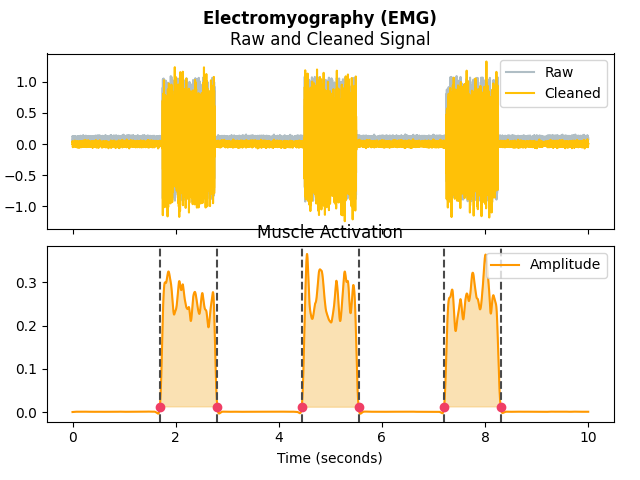 Electromyography (EMG)
Raw and Cleaned Signal
Raw
Cleaned
1.0
0.5
0.0
−0.5
−1.0
Muscle Activation
Amplitude
0.3
0.2
0.1
0.0
0 2 4 6 8 10
Time (seconds)